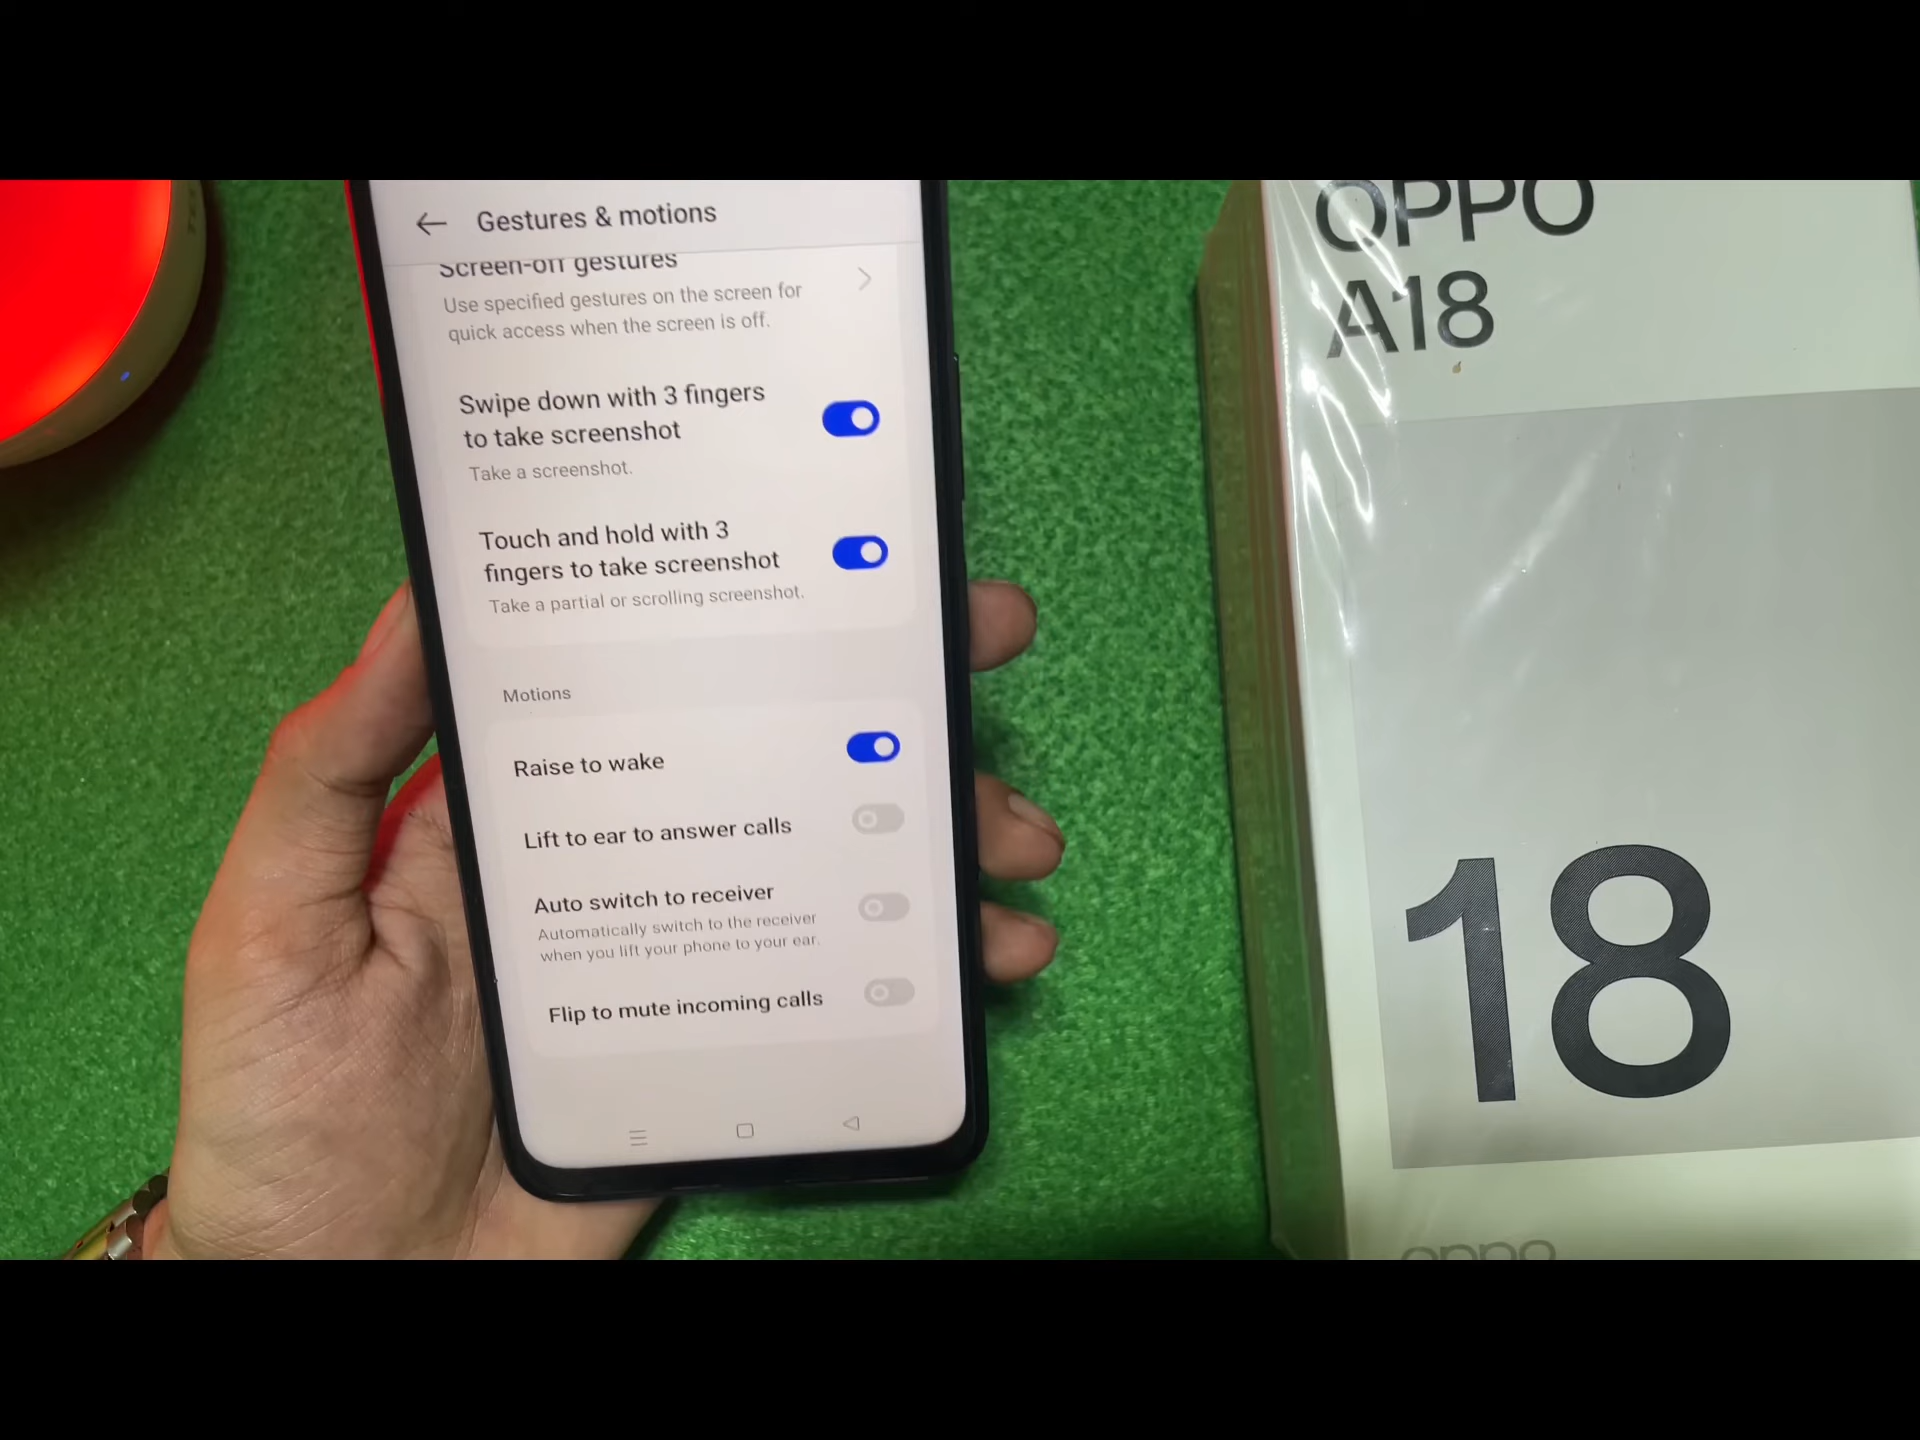 Gestures & motions
Screen-off gestures
Use specified gestures on the screen for
quick access when the screen is off.
Swipe down with 3 fingers
to take screenshot
Take a screenshot.
Touch and hold with 3
fingers to take screenshot
Take a partial or scrolling screenshot.
Motions
Raise to wake
Lift to ear to answer calls
Auto switch to receiver
Automatically switch to the receiver
when you lift your phone to your ear.
Flip to mute incoming calls
OPPO
A18
18
oppo